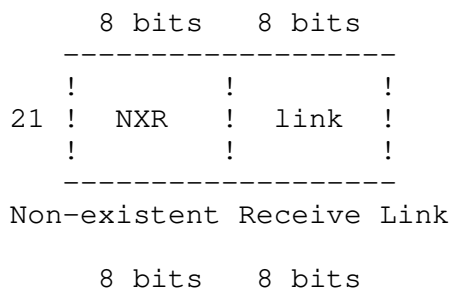 8 bits 8 bits
-------------------
! ! !
21 ! NXR ! link !
! ! !
-------------------
Non-existent Receive Link
8 bits 8 bits